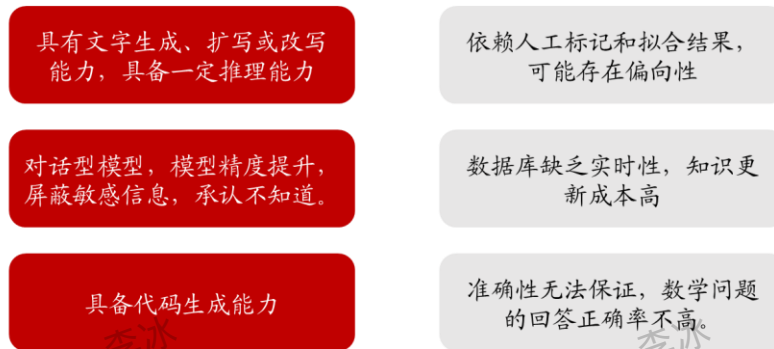 具有文字生成、扩写或改写
能力，具备一定推理能力
依赖人工标记和拟合结果，
可能存在偏向性
对话型模型，模型精度提升，
屏蔽敏感信息，承认不知道。
数据库缺乏实时性，知识更
新成本高
具备代码生成能力
准确性无法保证，数学问题
的回答正确率不高。
李冰
李冰